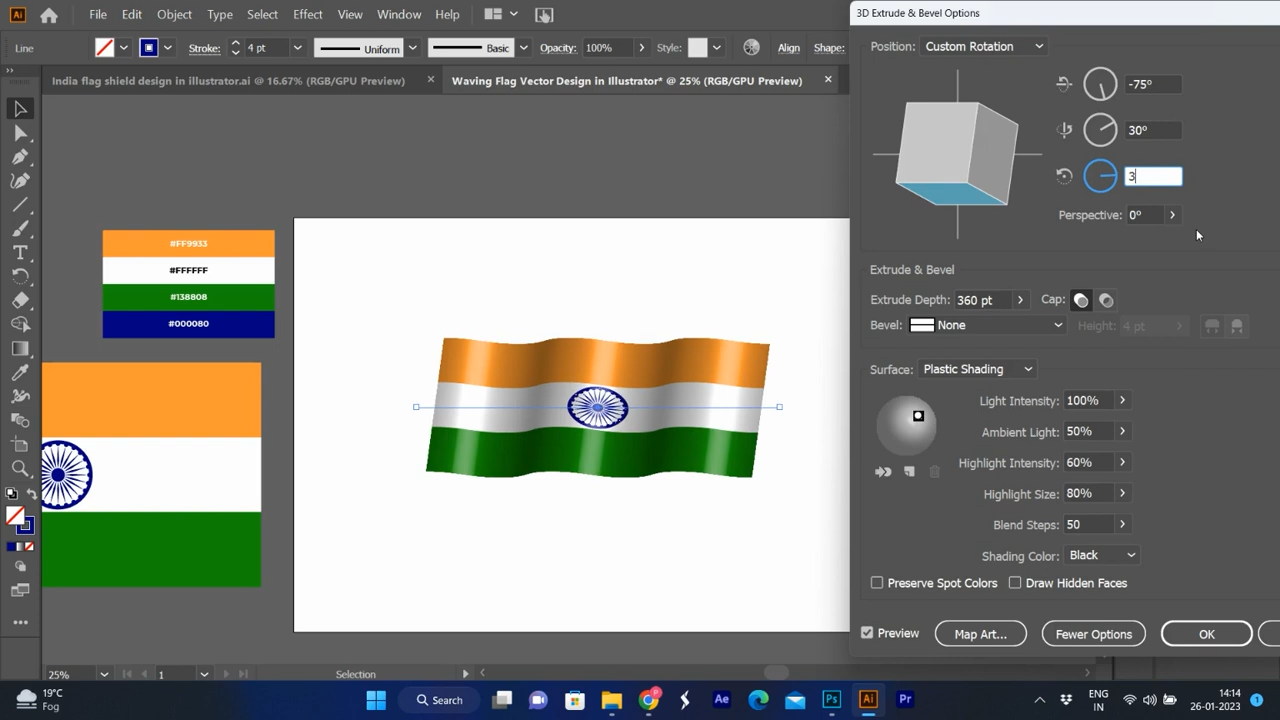 Ai File Edit Object Type Select Effect View Window Help
3D Extrude & Bevel Options
Line Stroke: 4 pt Uniform Basic Opacity: 100% Style: Align Shape:
India flag shield design in illustrator.ai @ 16.67% (RGB/GPU Preview) × Waving Flag Vector Design in Illustrator* @ 25% (RGB/GPU Preview) ×
Position: Custom Rotation
-75°
30°
3
Perspective: 0°
#FF9933
#FFFFFF
#138808
#000080
Extrude & Bevel
Extrude Depth: 360 pt Cap:
Bevel: None Height: 4 pt
Surface: Plastic Shading
Light Intensity: 100%
Ambient Light: 50%
Highlight Intensity: 60%
Highlight Size: 80%
Blend Steps: 50
Shading Color: Black
Preserve Spot Colors Draw Hidden Faces
Preview Map Art... Fewer Options OK
25% 1 Selection
19°C
Fog
Search
Ae Ps Ai Pr
ENG
IN
14:14
26-01-2023
1